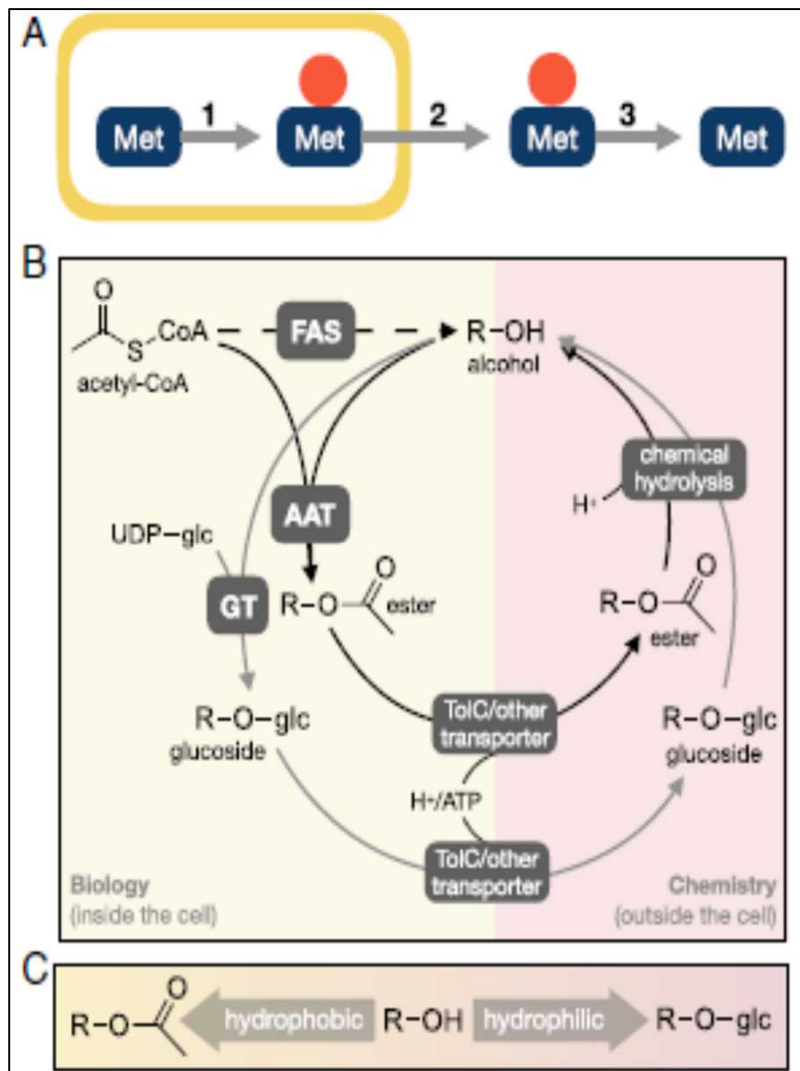 A
1
2
3
Met
Met
Met
Met
B
O
S
CoA
acetyl-CoA
FAS
R-OH
alcohol
chemical
hydrolysis
H⁺
AAT
UDP-glc
GT
R-O
O
ester
R-O
O
ester
R-O-glc
glucoside
TolC/other
transporter
R-O-glc
glucoside
H⁺/ATP
TolC/other
transporter
Biology
(inside the cell)
Chemistry
(outside the cell)
C
R-O
O
hydrophobic
R-OH
hydrophilic
R-O-glc